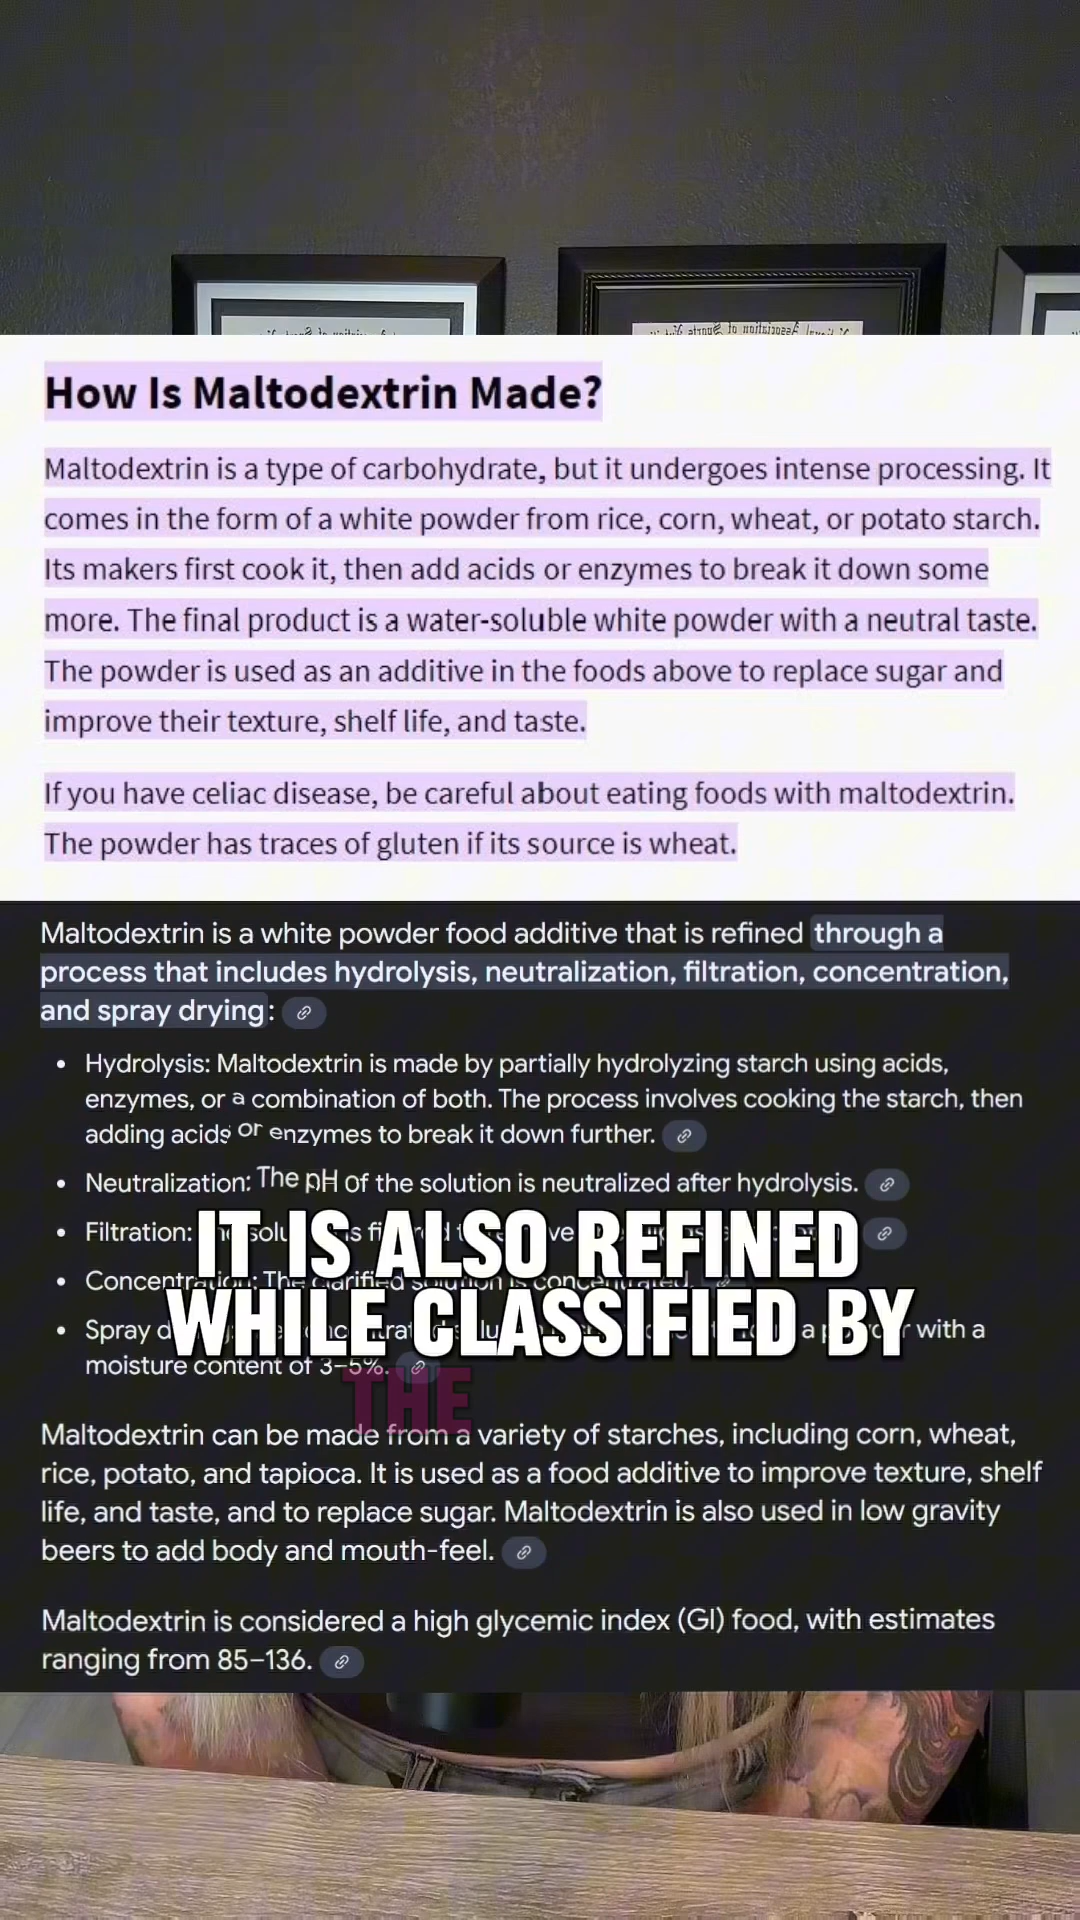 How Is Maltodextrin Made?
Maltodextrin is a type of carbohydrate, but it undergoes intense processing. It
comes in the form of a white powder from rice, corn, wheat, or potato starch.
Its makers first cook it, then add acids or enzymes to break it down some
more. The final product is a water-soluble white powder with a neutral taste.
The powder is used as an additive in the foods above to replace sugar and
improve their texture, shelf life, and taste.
If you have celiac disease, be careful about eating foods with maltodextrin.
The powder has traces of gluten if its source is wheat.
Maltodextrin is a white powder food additive that is refined through a
process that includes hydrolysis, neutralization, filtration, concentration,
and spray drying:
• Hydrolysis: Maltodextrin is made by partially hydrolyzing starch using acids,
enzymes, or a combination of both. The process involves cooking the starch, then
adding acids or enzymes to break it down further.
• Neutralization: The pH of the solution is neutralized after hydrolysis.
• Filtration:
IT IS ALSO REFINED
• Concentration: The clarified solution is concentrated.
WHILE CLASSIFIED BY
• Spray with a
moisture content of 3–5%.
THE
Maltodextrin can be made from a variety of starches, including corn, wheat,
rice, potato, and tapioca. It is used as a food additive to improve texture, shelf
life, and taste, and to replace sugar. Maltodextrin is also used in low gravity
beers to add body and mouth-feel.
Maltodextrin is considered a high glycemic index (GI) food, with estimates
ranging from 85–136.